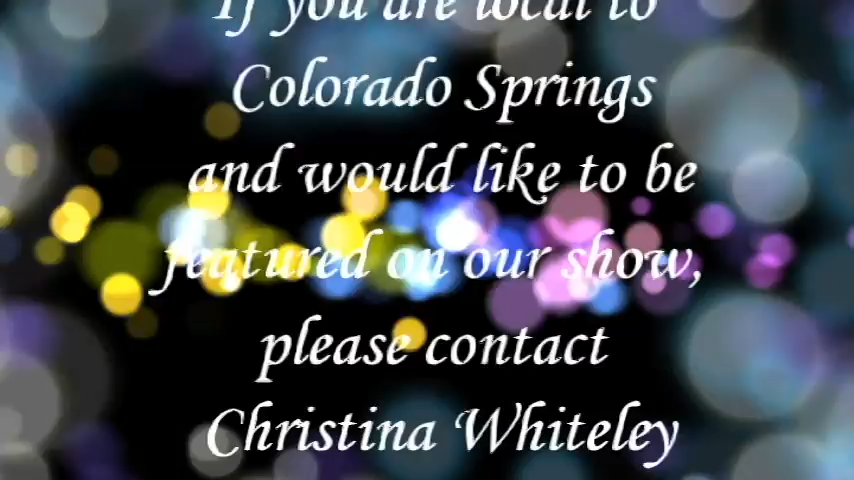 If you are local to
Colorado Springs
and would like to be
featured on our show,
please contact
Christina Whiteley